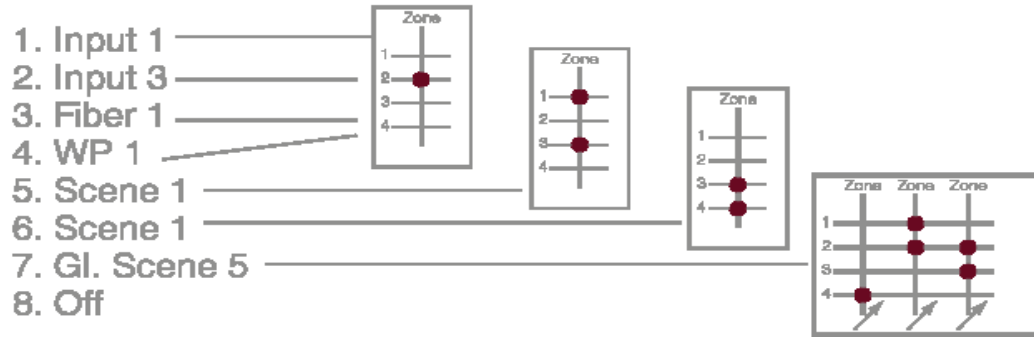 1. Input 1
2. Input 3
3. Fiber 1
4. WP 1
5. Scene 1
6. Scene 1
7. Gl. Scene 5
8. Off
Zone
1
2
3
4
Zone
1
2
3
4
Zone
1
2
3
4
Zone Zone Zone
1
2
3
4